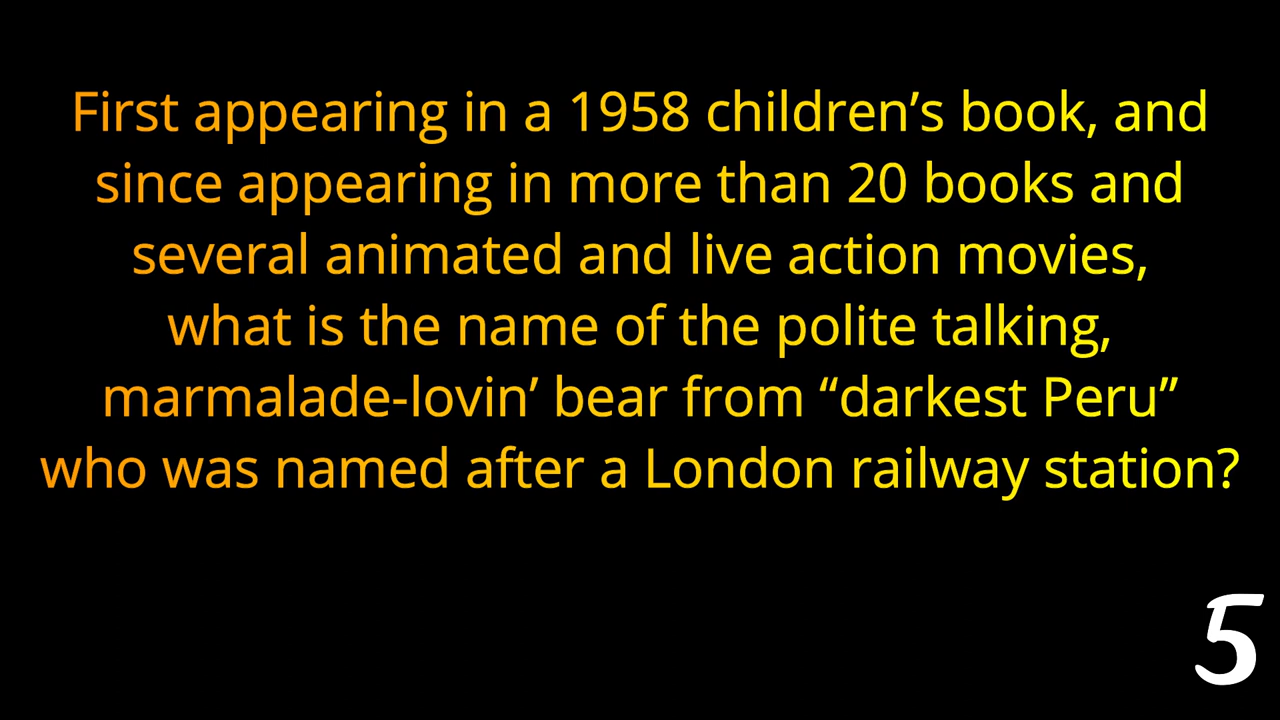 First appearing in a 1958 children’s book, and
since appearing in more than 20 books and
several animated and live action movies,
what is the name of the polite talking,
marmalade-lovin’ bear from “darkest Peru”
who was named after a London railway station?
5